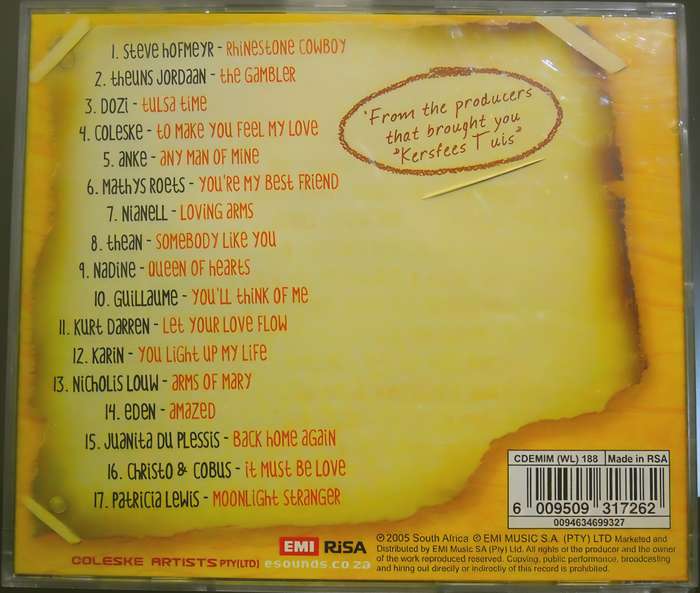 1. Steve Hofmeyr - Rhinestone Cowboy
2. Theuns Jordaan - The Gambler
3. Dozi - Tulsa Time
4. Coleske - To Make You Feel My Love
5. Anke - Any Man Of Mine
6. Mathys Roets - You're My Best Friend
7. Nianell - Loving Arms
8. Thean - Somebody Like You
9. Nadine - Queen Of Hearts
10. Guillaume - You'll Think Of Me
11. Kurt Darren - Let Your Love Flow
12. Karin - You Light Up My Life
13. Nicholis Louw - Arms Of Mary
14. Eden - Amazed
15. Juanita Du Plessis - Back Home Again
16. Christo & Cobus - It Must Be Love
17. Patricia Lewis - Moonlight Stranger
"From the producers
that brought you
"Kersfees Tuis"
CDEMIM (WL) 188 Made in RSA
6 009509 317262
0094634699327
COLESKE ARTISTS PTY(LTD)
EMI RiSA
esounds.co.za
℗ 2005 South Africa © EMI MUSIC S.A. (PTY) LTD Marketed and
Distributed by EMI Music SA (Pty) Ltd. All rights of the producer and the owner
of the work reproduced reserved. Copying, public performance, broadcasting
and hiring out directly or indirectly of this record is prohibited.